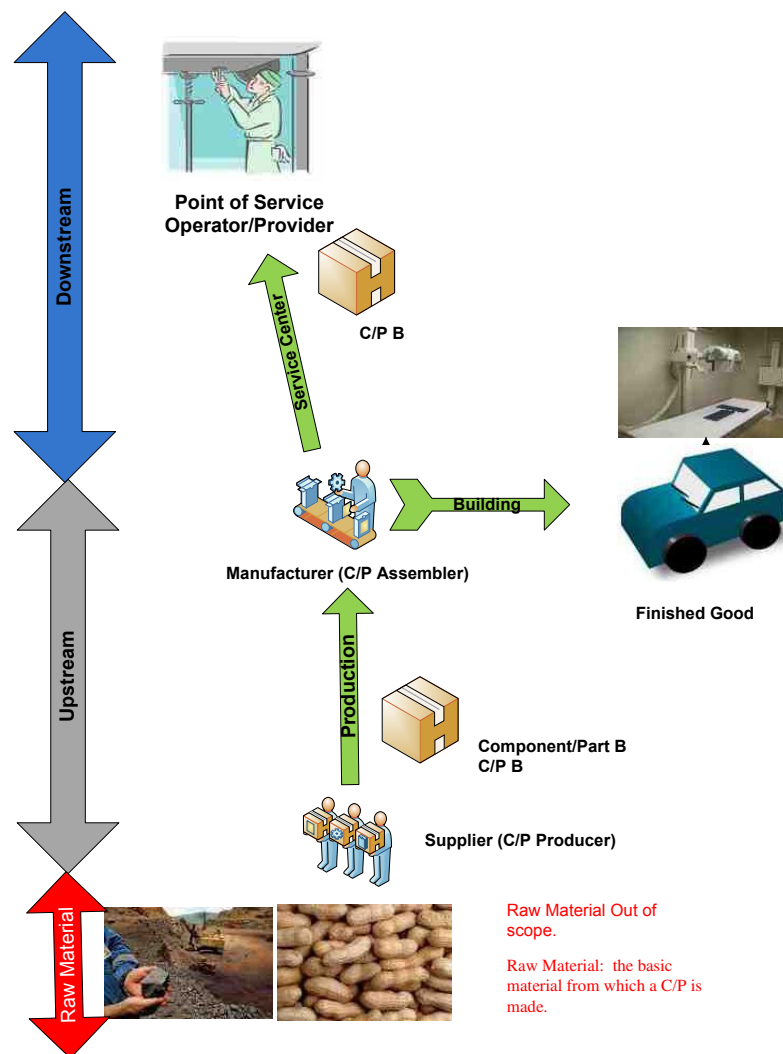 Downstream
Point of Service
Operator/Provider
Service Center
C/P B
Building
Manufacturer (C/P Assembler)
Finished Good
Upstream
Production
Component/Part B
C/P B
Supplier (C/P Producer)
Raw Material
Raw Material Out of
scope.
Raw Material:  the basic
material from which a C/P is
made.